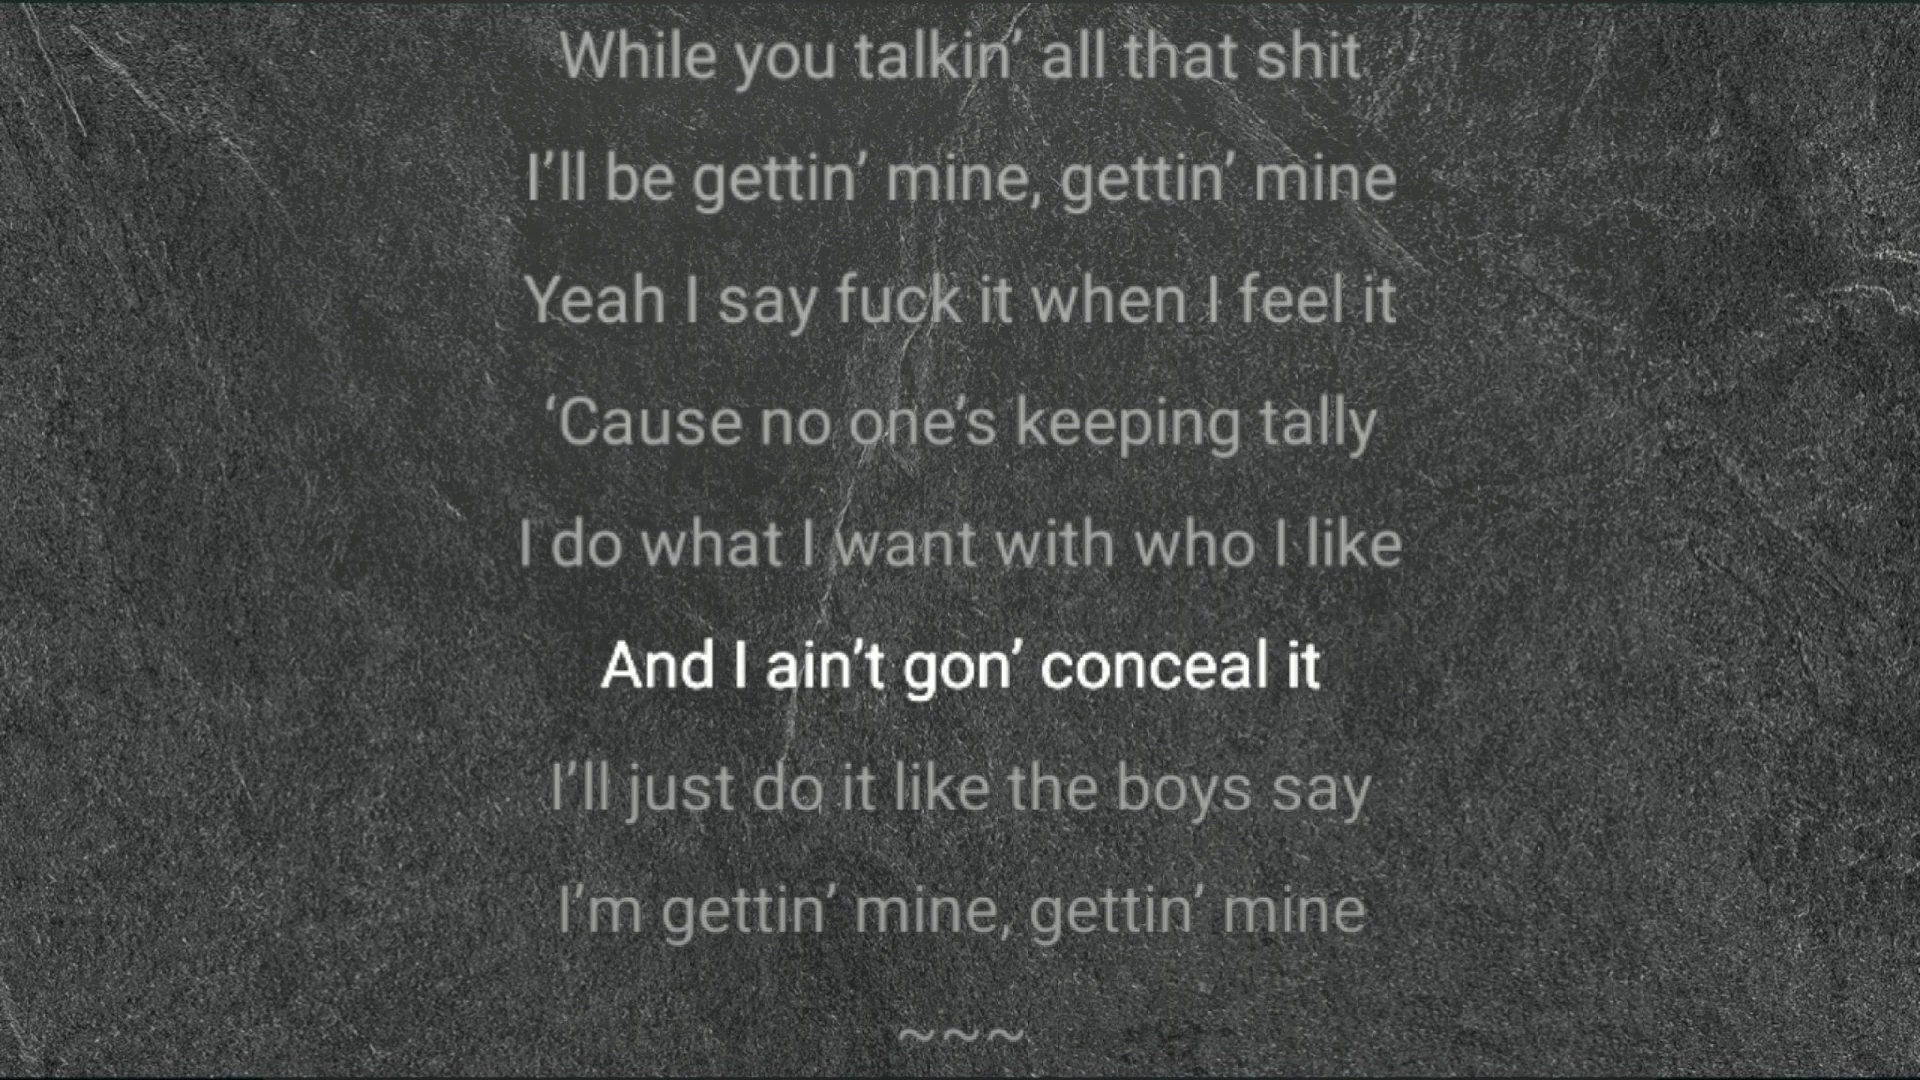 While you talkin’ all that shit
I’ll be gettin’ mine, gettin’ mine
Yeah I say fuck it when I feel it
‘Cause no one’s keeping tally
I do what I want with who I like
And I ain’t gon’ conceal it
I’ll just do it like the boys say
I’m gettin’ mine, gettin’ mine
~~~